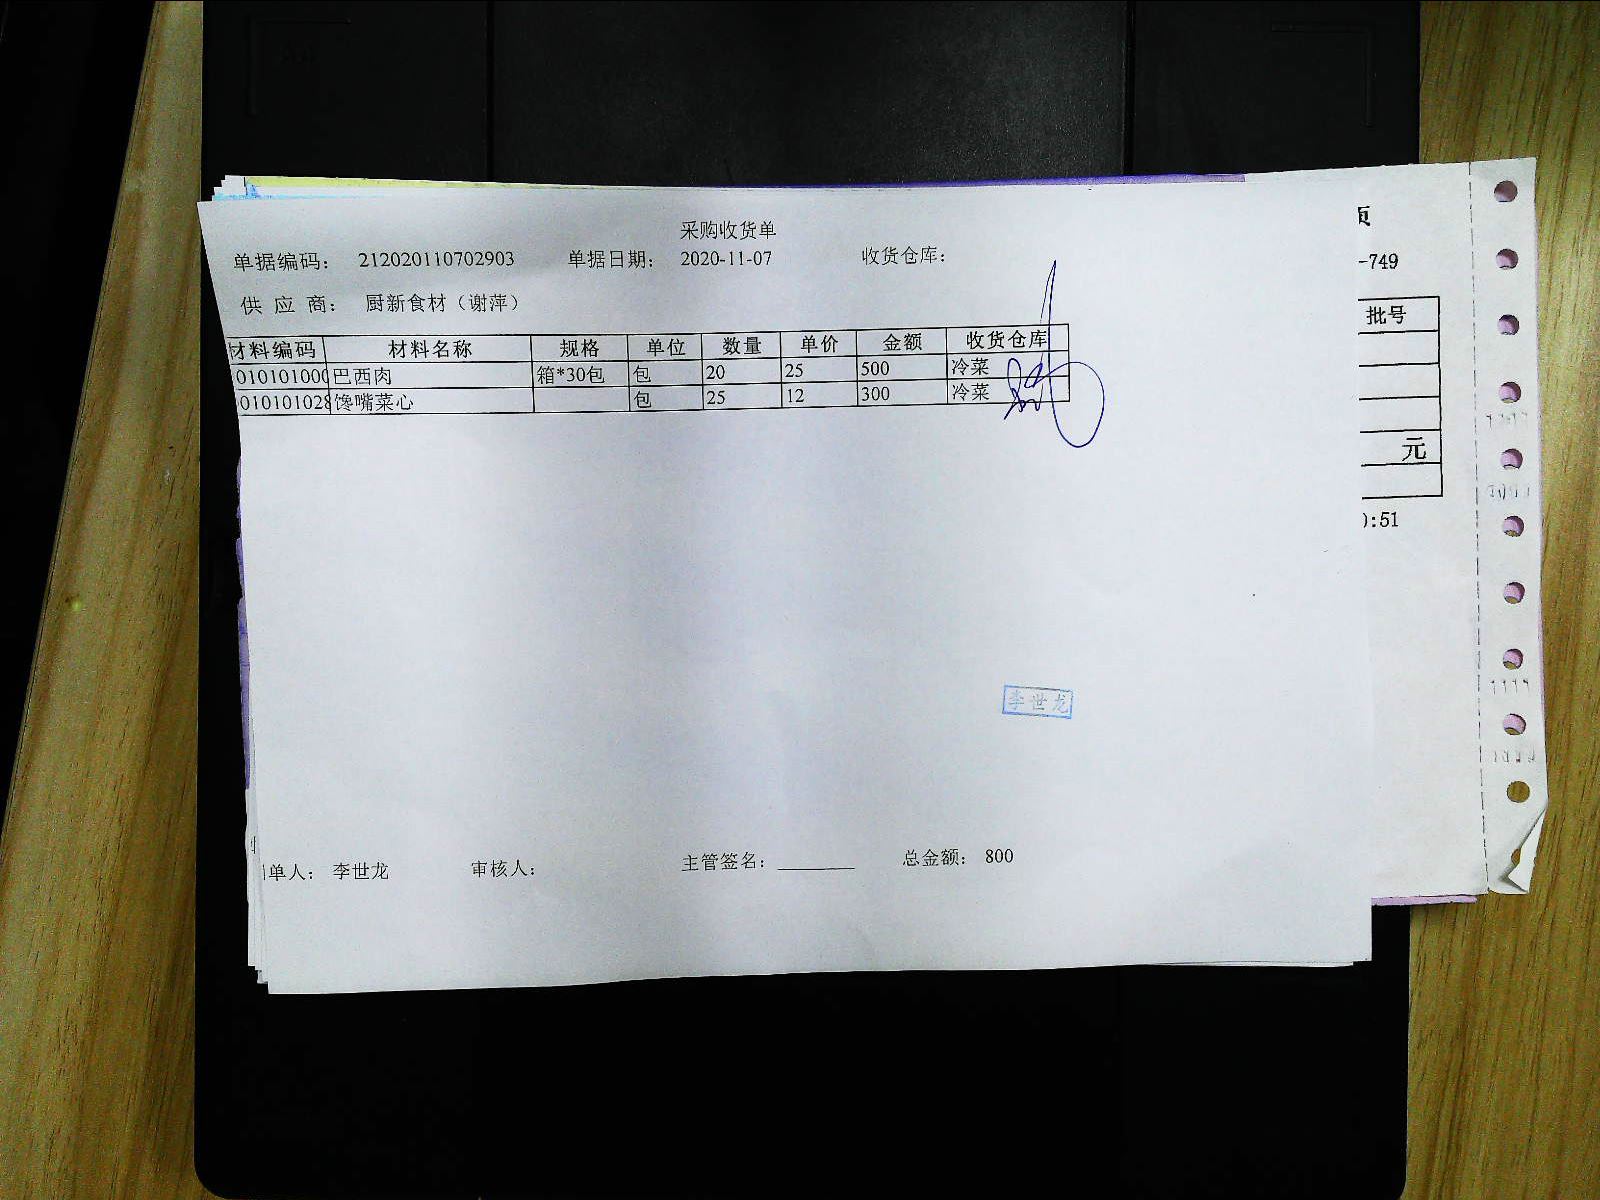 采购收货单
单据编码： 212020110702903 单据日期： 2020-11-07 收货仓库：
供 应 商： 厨新食材（谢萍）
材料编码 材料名称 规格 单位 数量 单价 金额 收货仓库
010101000 巴西肉 箱*30包 包 20 25 500 冷菜
010101028 馋嘴菜心 包 25 12 300 冷菜
李世龙
单人： 李世龙 审核人： 主管签名： 总金额： 800
-749
批号
元
:51